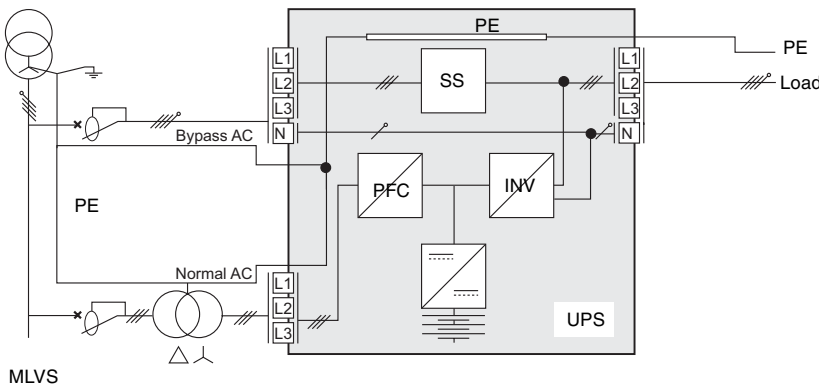 PE
L1
L2
L3
N
SS
L1
L2
L3
N
PE
Load
Bypass AC
PFC
INV
PE
Normal AC
L1
L2
L3
UPS
MLVS